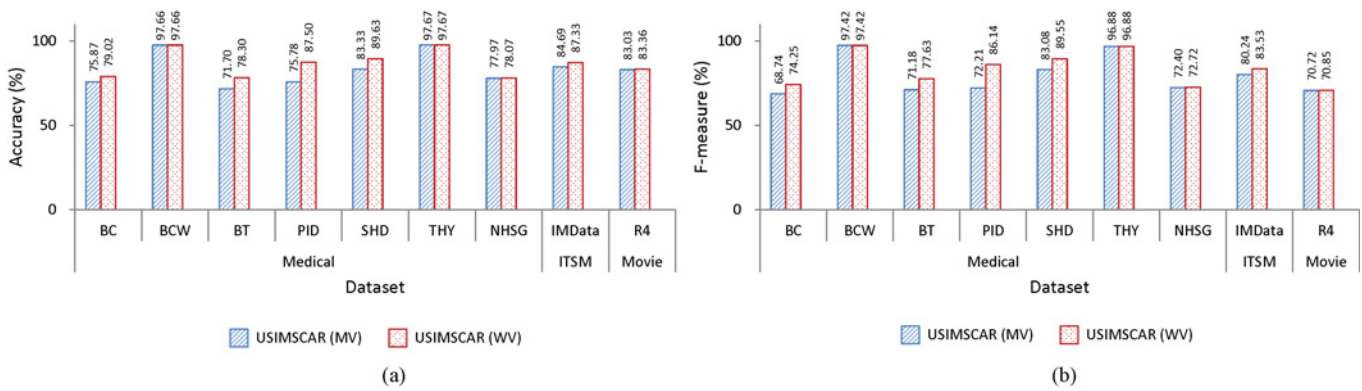 75.87 79.02 97.66 97.66 71.70 78.30 75.78 87.50 83.33 89.63 97.67 97.67 77.97 78.07 84.69 87.33 83.03 83.36
100
50
0
Accuracy (%)
BC BCW BT PID SHD THY NHSG IMData R4
Medical ITSM Movie
Dataset
USIMSCAR (MV) USIMSCAR (WV)
(a)
68.74 74.25 97.42 97.42 71.18 77.63 72.21 86.14 83.08 89.55 96.88 96.88 72.40 72.72 80.24 83.53 70.72 70.85
100
50
0
F-measure (%)
BC BCW BT PID SHD THY NHSG IMData R4
Medical ITSM Movie
Dataset
USIMSCAR (MV) USIMSCAR (WV)
(b)